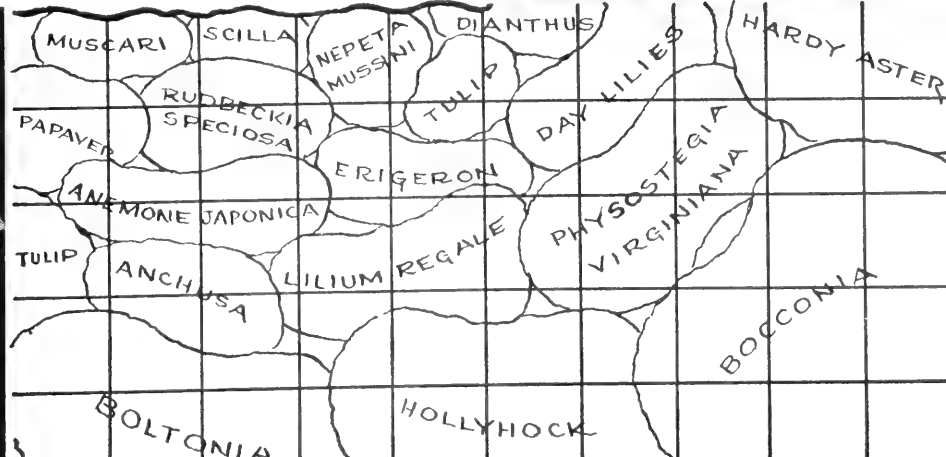 MUSCARI
SCILLA
NEPETA
MUSSINI
DIANTHUS
TULIP
DAY LILIES
HARDY ASTER
RUDBECKIA
SPECIOSA
PAPAVER
ERIGERON
PHYSOSTEGIA
VIRGINIANA
ANEMONE JAPONICA
TULIP
ANCHUSA
LILIUM REGALE
BOCCONIA
BOLTONIA
HOLLYHOCK